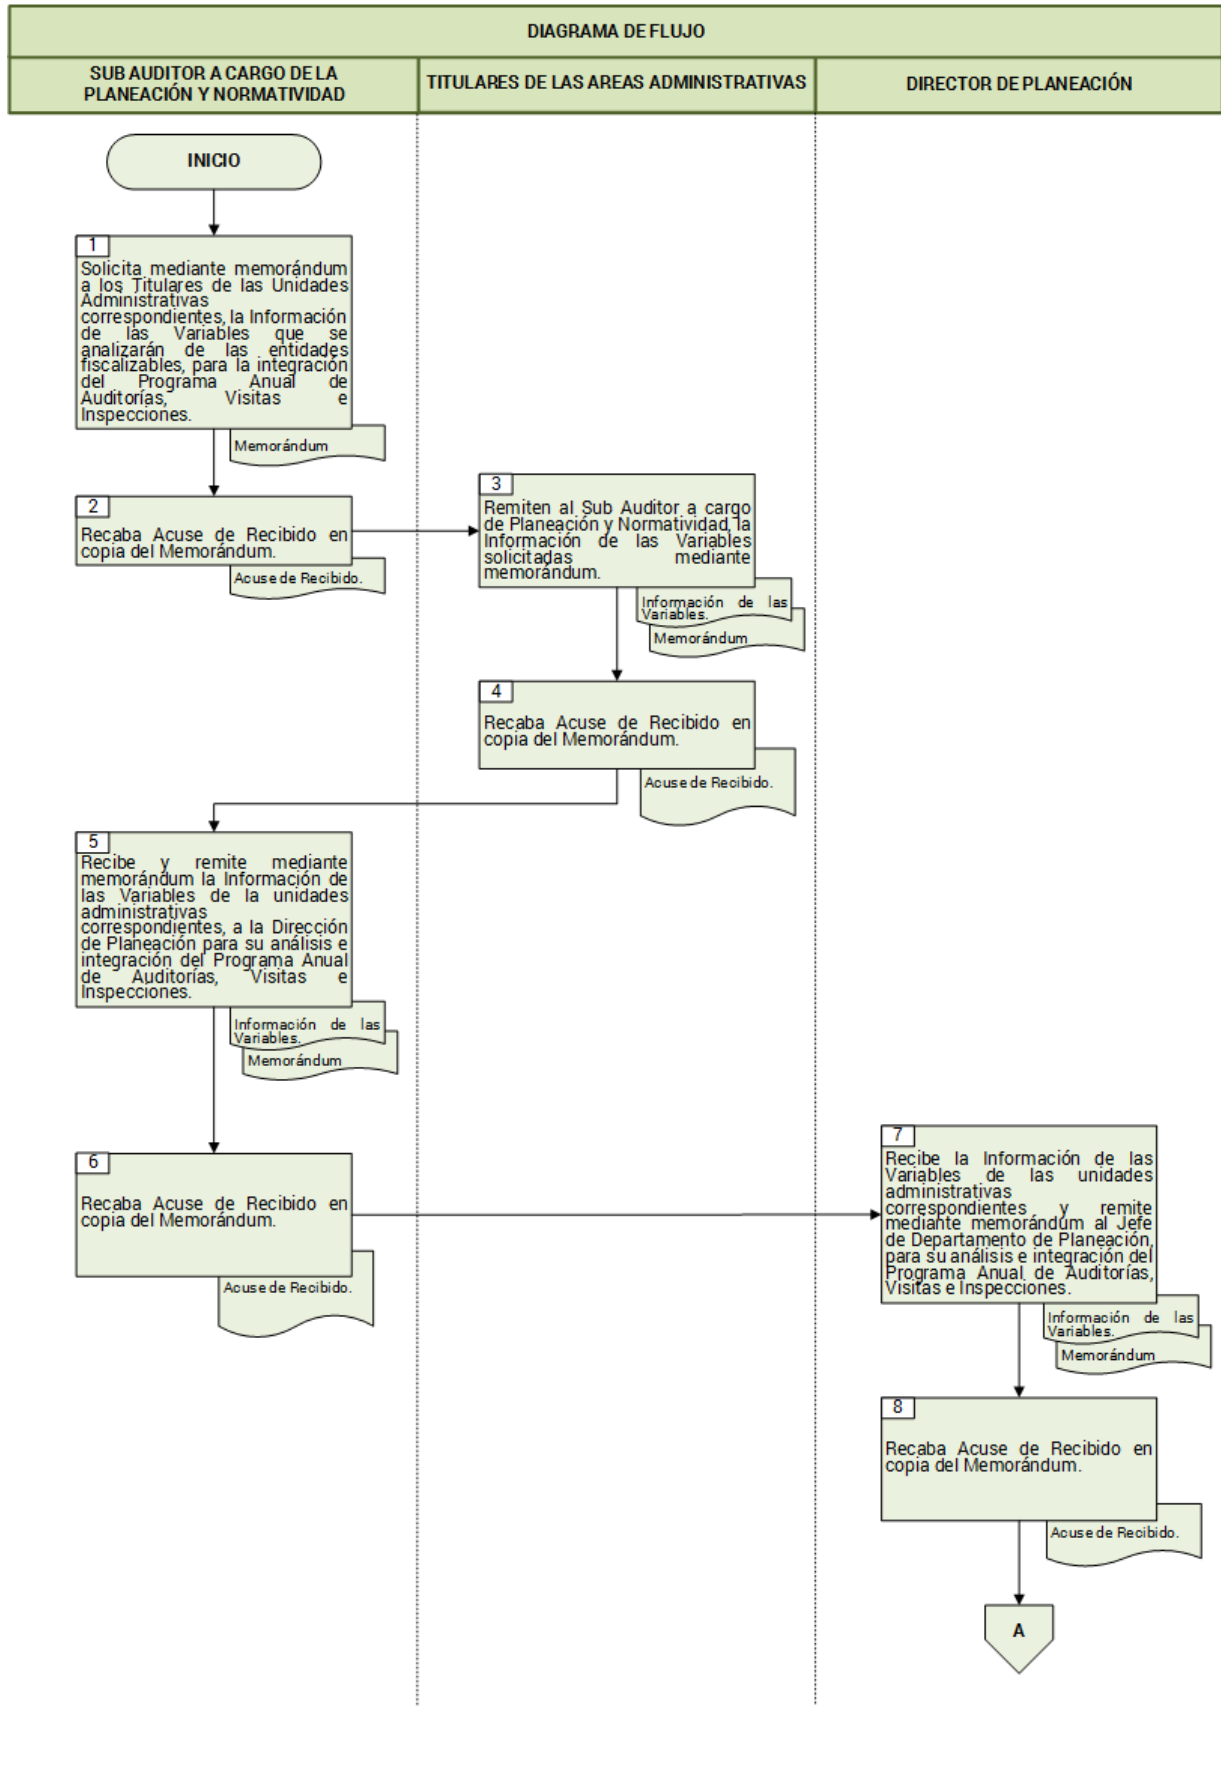 DIAGRAMA DE FLUJO
SUB AUDITOR A CARGO DE LA
PLANEACIÓN Y NORMATIVIDAD
TITULARES DE LAS AREAS ADMINISTRATIVAS
DIRECTOR DE PLANEACIÓN
INICIO
1
Solicita mediante memorándum
a los Titulares de las Unidades
Administrativas
correspondientes, la Información
de las Variables que se
analizarán de las entidades
fiscalizables, para la integración
del Programa Anual de
Auditorías, Visitas e
Inspecciones.
Memorándum
2
Recaba Acuse de Recibido en
copia del Memorándum.
Acuse de Recibido.
3
Remiten al Sub Auditor a cargo
de Planeación y Normatividad, la
Información de las Variables
solicitadas mediante
memorándum.
Información de las
Variables.
Memorándum
4
Recaba Acuse de Recibido en
copia del Memorándum.
Acuse de Recibido.
5
Recibe y remite mediante
memorándum la Información de
las Variables de la unidades
administrativas
correspondientes, a la Dirección
de Planeación para su análisis e
integración del Programa Anual
de Auditorías, Visitas e
Inspecciones.
Información de las
Variables.
Memorándum
6
Recaba Acuse de Recibido en
copia del Memorándum.
Acuse de Recibido.
7
Recibe la Información de las
Variables de las unidades
administrativas
correspondientes y remite
mediante memorándum al Jefe
de Departamento de Planeación,
para su análisis e integración del
Programa Anual de Auditorías,
Visitas e Inspecciones.
Información de las
Variables.
Memorándum
8
Recaba Acuse de Recibido en
copia del Memorándum.
Acuse de Recibido.
A